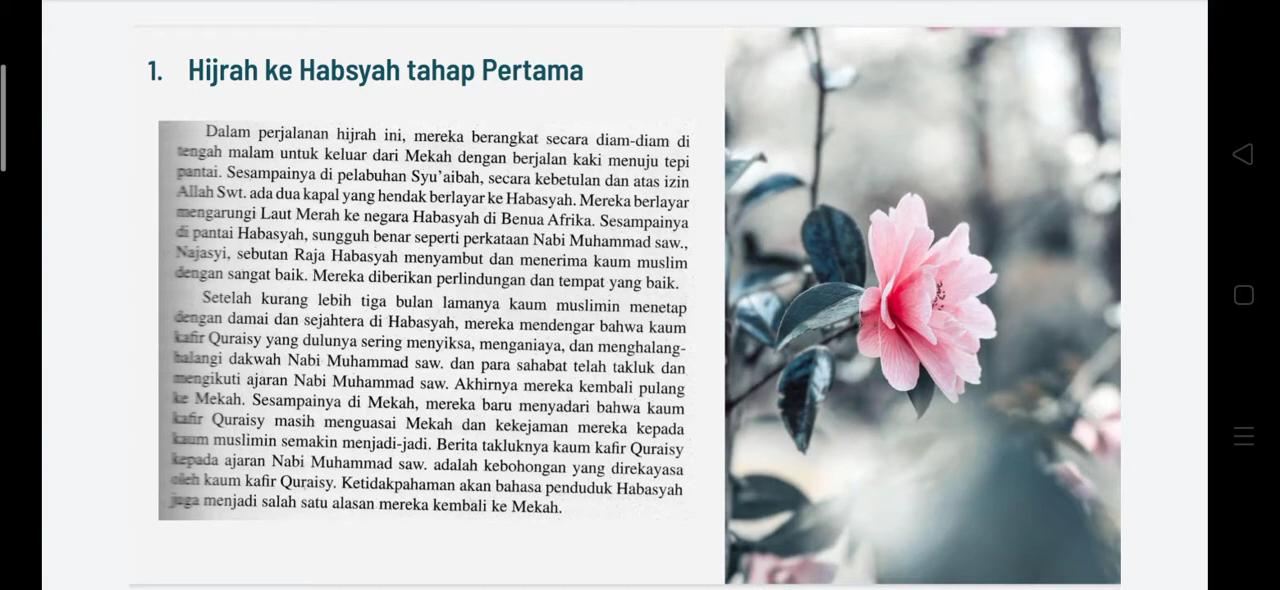 1. Hijrah ke Habsyah tahap Pertama
Dalam perjalanan hijrah ini, mereka berangkat secara diam-diam di
tengah malam untuk keluar dari Mekah dengan berjalan kaki menuju tepi
pantai. Sesampainya di pelabuhan Syu'aibah, secara kebetulan dan atas izin
Allah Swt. ada dua kapal yang hendak berlayar ke Habasyah. Mereka berlayar
mengarungi Laut Merah ke negara Habasyah di Benua Afrika. Sesampainya
di pantai Habasyah, sungguh benar seperti perkataan Nabi Muhammad saw.,
Najasyi, sebutan Raja Habasyah menyambut dan menerima kaum muslim
dengan sangat baik. Mereka diberikan perlindungan dan tempat yang baik.
Setelah kurang lebih tiga bulan lamanya kaum muslimin menetap
dengan damai dan sejahtera di Habasyah, mereka mendengar bahwa kaum
kafir Quraisy yang dulunya sering menyiksa, menganiaya, dan menghalang-
halangi dakwah Nabi Muhammad saw. dan para sahabat telah takluk dan
mengikuti ajaran Nabi Muhammad saw. Akhirnya mereka kembali pulang
ke Mekah. Sesampainya di Mekah, mereka baru menyadari bahwa kaum
kafir Quraisy masih menguasai Mekah dan kekejaman mereka kepada
kaum muslimin semakin menjadi-jadi. Berita takluknya kaum kafir Quraisy
kepada ajaran Nabi Muhammad saw. adalah kebohongan yang direkayasa
oleh kaum kafir Quraisy. Ketidakpahaman akan bahasa penduduk Habasyah
juga menjadi salah satu alasan mereka kembali ke Mekah.